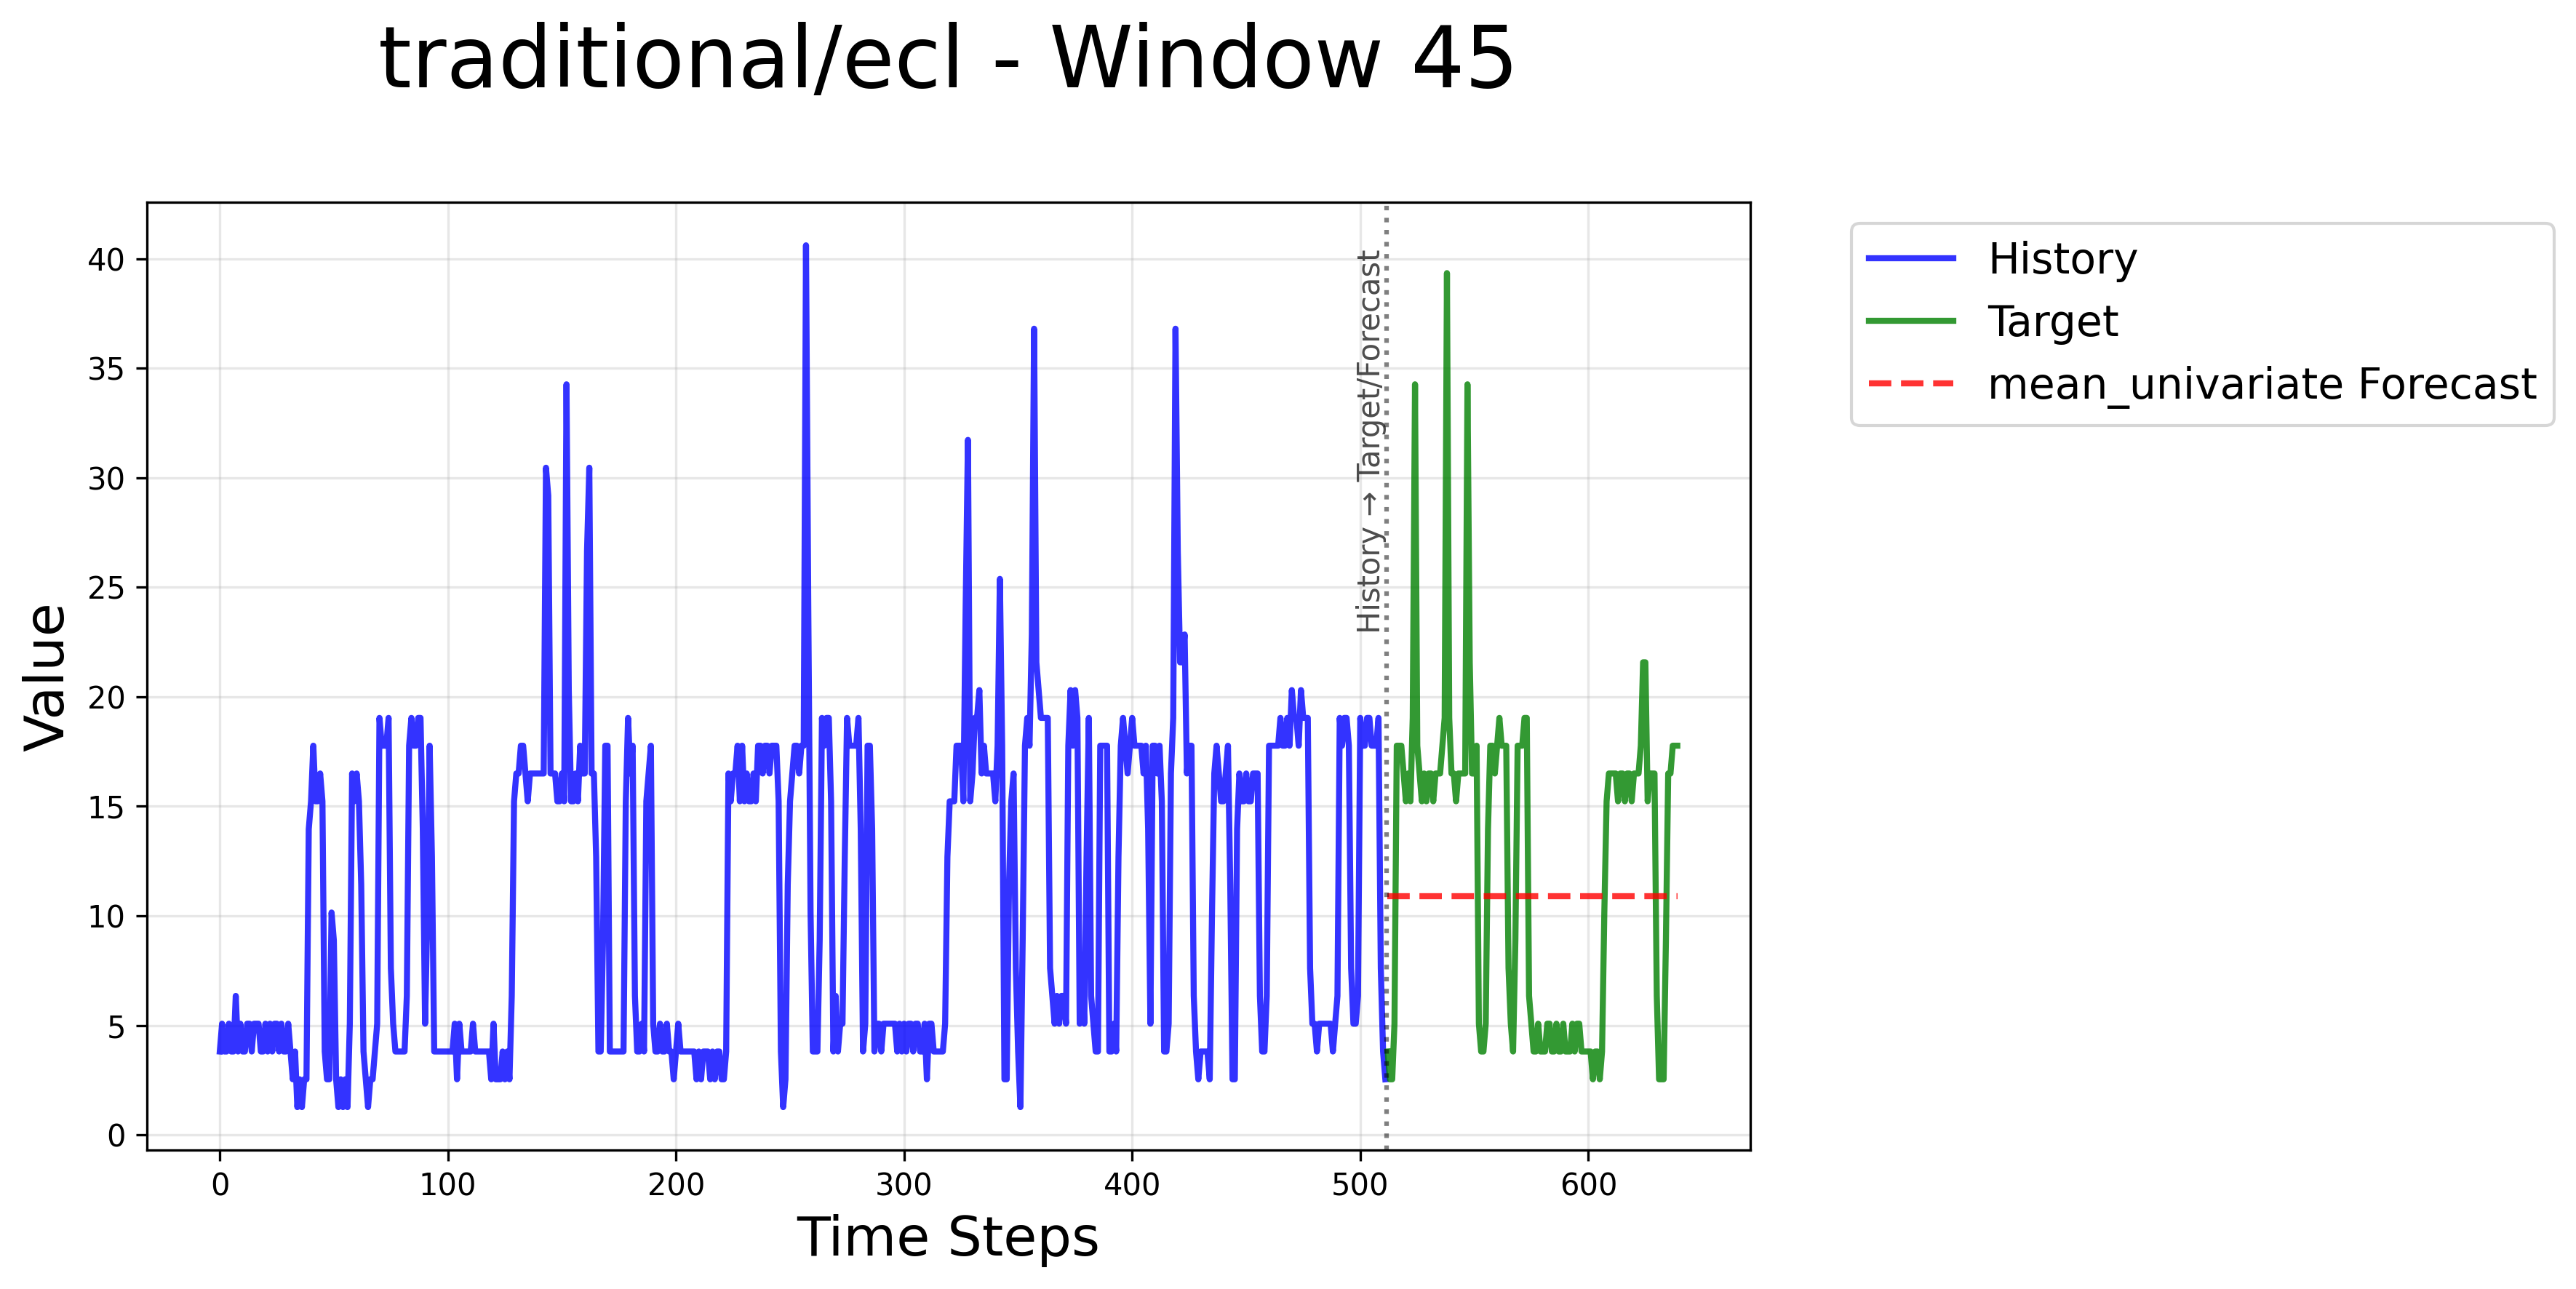 traditional/ecl - Window 45
40
35
30
25
20
15
10
5
0
Value
0 100 200 300 400 500 600
Time Steps
History → Target/Forecast
History
Target
mean_univariate Forecast